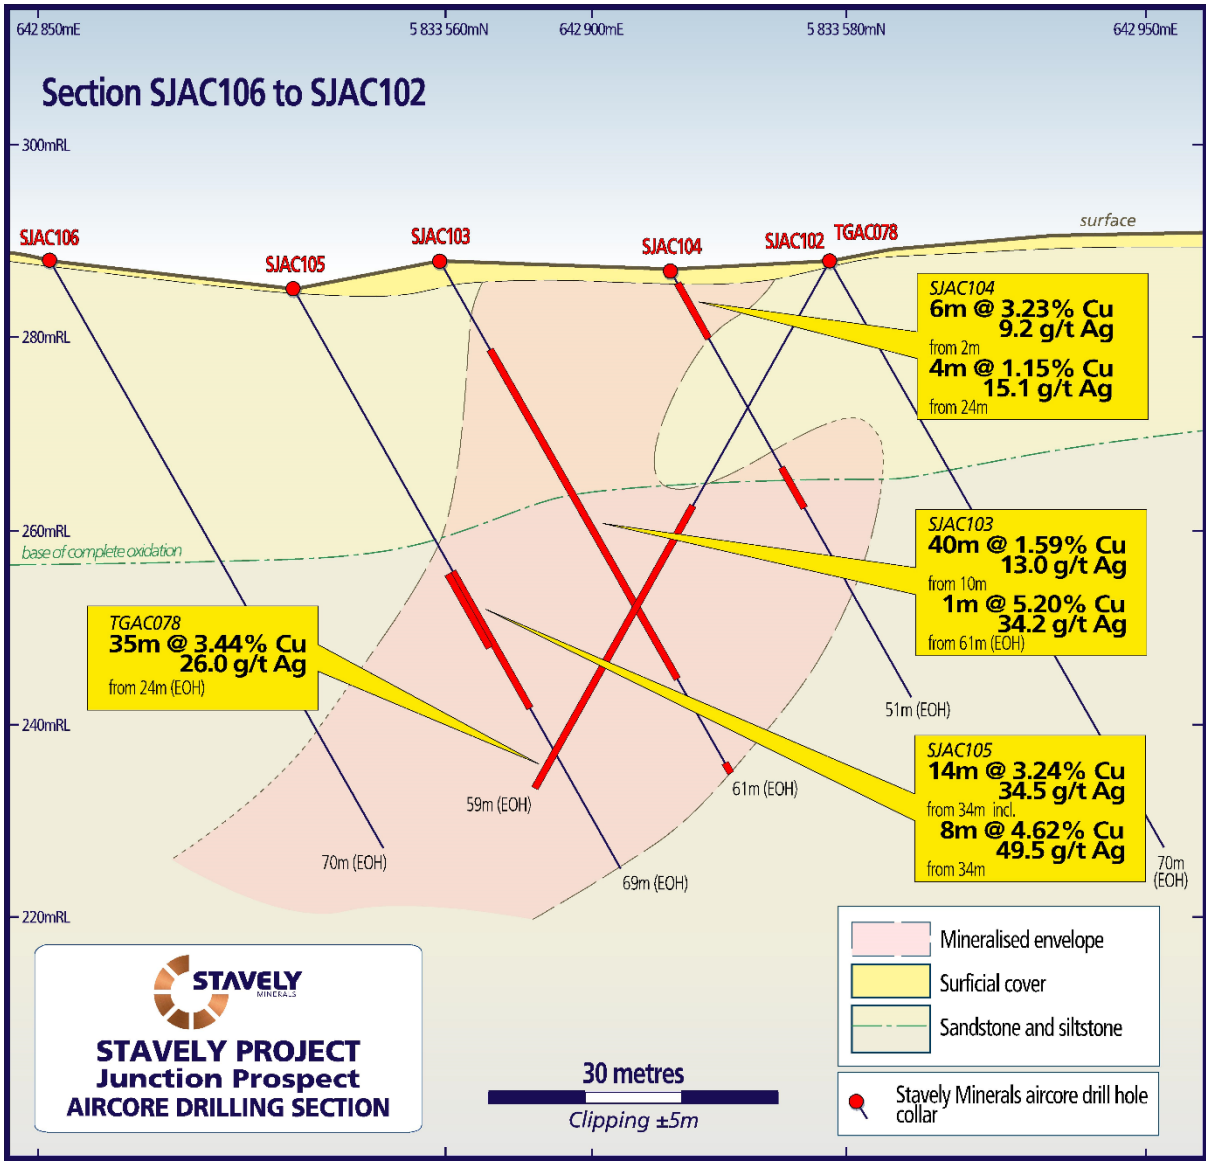 642 850mE
5 833 560mN
642 900mE
5 833 580mN
642 950mE
Section SJAC106 to SJAC102
300mRL
surface
SJAC106
SJAC105
SJAC103
SJAC104
SJAC102
TGAC078
280mRL
SJAC104
6m @ 3.23% Cu
9.2 g/t Ag
from 2m
4m @ 1.15% Cu
15.1 g/t Ag
from 24m
260mRL
base of complete oxidation
SJAC103
40m @ 1.59% Cu
13.0 g/t Ag
from 10m
1m @ 5.20% Cu
34.2 g/t Ag
from 61m (EOH)
TGAC078
35m @ 3.44% Cu
26.0 g/t Ag
from 24m (EOH)
240mRL
51m (EOH)
SJAC105
14m @ 3.24% Cu
34.5 g/t Ag
from 34m incl.
8m @ 4.62% Cu
49.5 g/t Ag
from 34m
59m (EOH)
61m (EOH)
70m (EOH)
69m (EOH)
70m
(EOH)
220mRL
Mineralised envelope
Surficial cover
Sandstone and siltstone
Stavely Minerals aircore drill hole
collar
STAVELY
MINERALS
STAVELY PROJECT
Junction Prospect
AIRCORE DRILLING SECTION
30 metres
Clipping ±5m